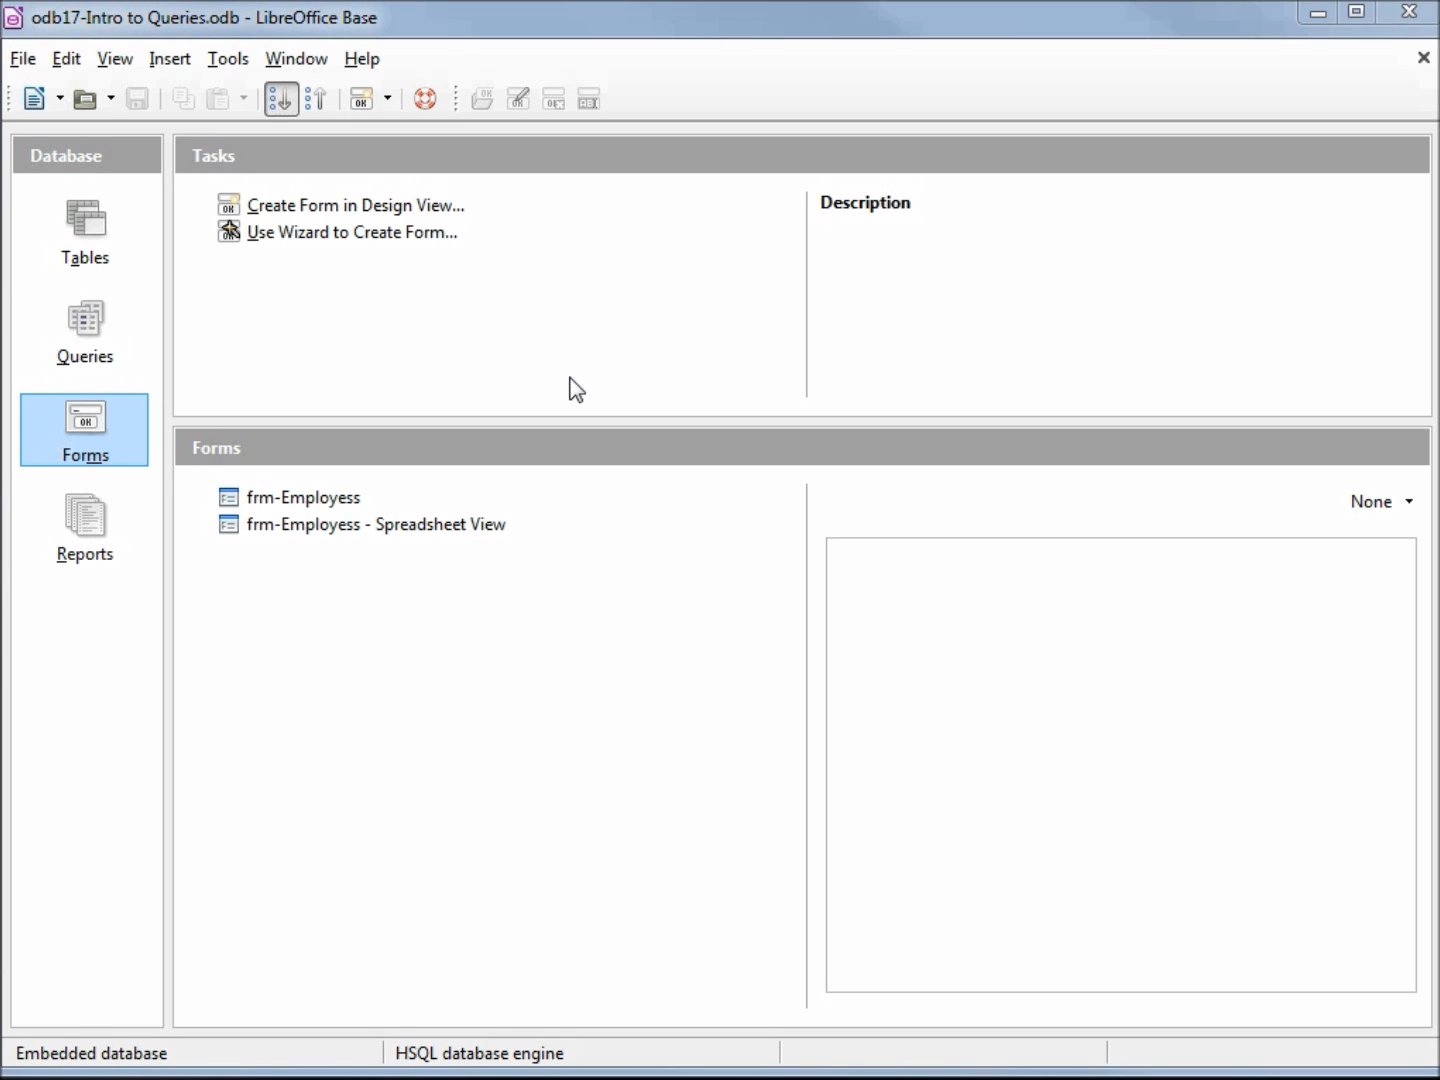 odb17-Intro to Queries.odb - LibreOffice Base
File Edit View Insert Tools Window Help
Database
Tasks
Create Form in Design View...
Use Wizard to Create Form...
Description
Tables
Queries
Forms
Reports
Forms
frm-Employess
frm-Employess - Spreadsheet View
None
Embedded database
HSQL database engine